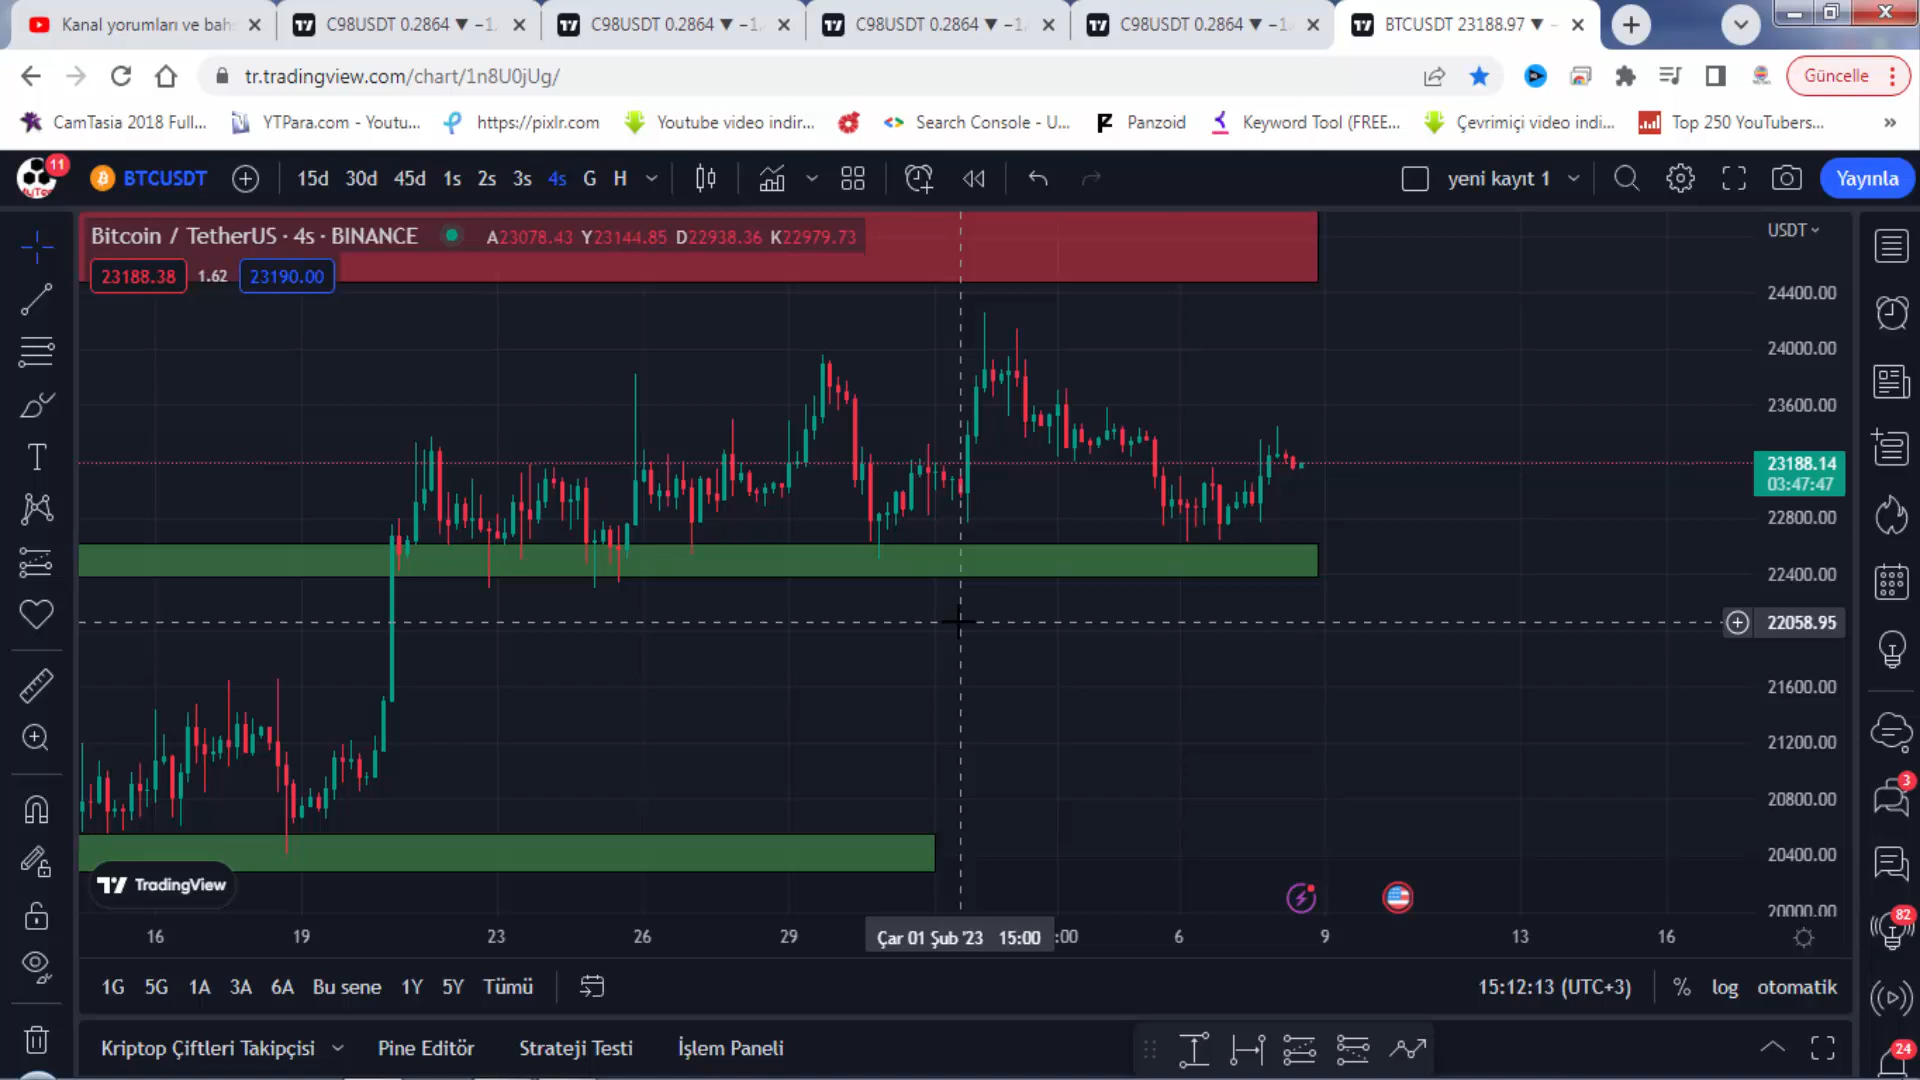 Kanal yorumları ve bahs
C98USDT 0.2864 ▼ −1.
C98USDT 0.2864 ▼ −1.
C98USDT 0.2864 ▼ −1.
C98USDT 0.2864 ▼ −1.
BTCUSDT 23188.97 ▼ −
tr.tradingview.com/chart/1n8U0jUg/
Güncelle
CamTasia 2018 Full...
YTPara.com - Youtu...
https://pixlr.com
Youtube video indir...
Search Console - U...
Panzoid
Keyword Tool (FREE...
Çevrimiçi video indi...
Top 250 YouTubers...
»
11
BTCUSDT
15d 30d 45d 1s 2s 3s 4s G H
yeni kayıt 1
Yayınla
Bitcoin / TetherUS · 4s · BINANCE
A23078.43 Y23144.85 D22938.36 K22979.73
23188.38 1.62 23190.00
USDT
24400.00
24000.00
23600.00
23188.14
03:47:47
22800.00
22400.00
22058.95
21600.00
21200.00
20800.00
20400.00
20000.00
TradingView
16 19 23 26 29 Çar 01 Şub '23 15:00 :00 6 9 13 16
3
82
24
1G 5G 1A 3A 6A Bu sene 1Y 5Y Tümü
15:12:13 (UTC+3) % log otomatik
Kriptop Çiftleri Takipçisi Pine Editör Strateji Testi İşlem Paneli